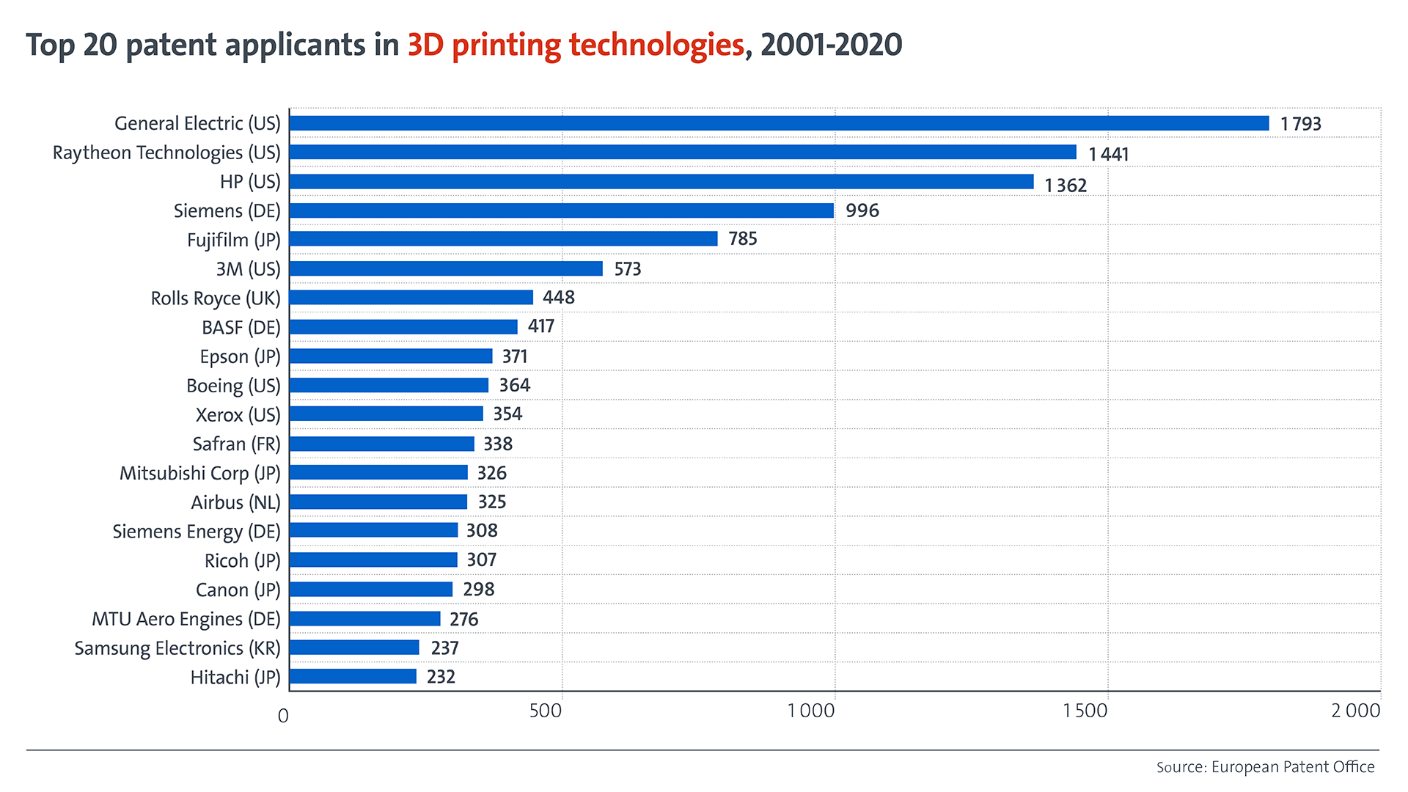 Top 20 patent applicants in 3D printing technologies, 2001-2020
General Electric (US) 1 793
Raytheon Technologies (US) 1 441
HP (US) 1 362
Siemens (DE) 996
Fujifilm (JP) 785
3M (US) 573
Rolls Royce (UK) 448
BASF (DE) 417
Epson (JP) 371
Boeing (US) 364
Xerox (US) 354
Safran (FR) 338
Mitsubishi Corp (JP) 326
Airbus (NL) 325
Siemens Energy (DE) 308
Ricoh (JP) 307
Canon (JP) 298
MTU Aero Engines (DE) 276
Samsung Electronics (KR) 237
Hitachi (JP) 232
0 500 1 000 1 500 2 000
Source: European Patent Office